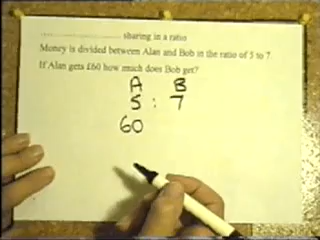 sharing in a ratio
Money is divided between Alan and Bob in the ratio of 5 to 7
If Alan gets £60 how much does Bob get?
A B
5 : 7
60